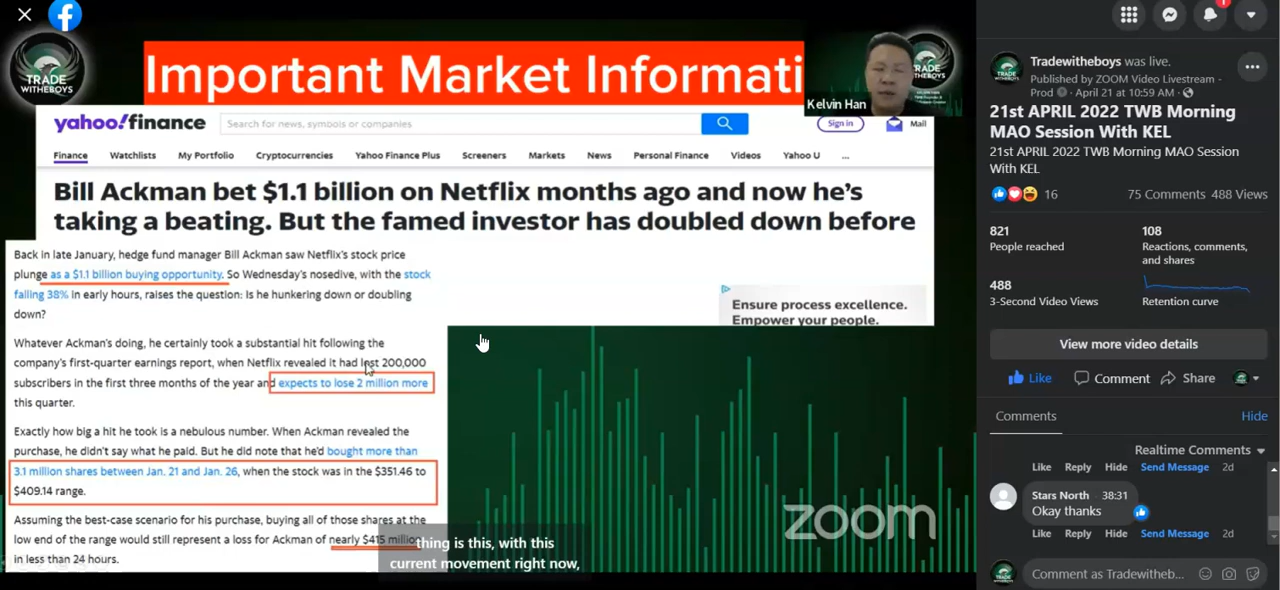 TRADE
WITHEBOYS
Important Market Informati
TRADE
WITHEBOYS
Kelvin Han
yahoo!finance
Search for news, symbols or companies
Sign in
Mail
Finance
Watchlists
My Portfolio
Cryptocurrencies
Yahoo Finance Plus
Screeners
Markets
News
Personal Finance
Videos
Yahoo U
...
Bill Ackman bet $1.1 billion on Netflix months ago and now he's
taking a beating. But the famed investor has doubled down before
Back in late January, hedge fund manager Bill Ackman saw Netflix's stock price
plunge as a $1.1 billion buying opportunity. So Wednesday's nosedive, with the stock
falling 38% in early hours, raises the question: is he hunkering down or doubling
down?
Whatever Ackman's doing, he certainly took a substantial hit following the
company's first-quarter earnings report, when Netflix revealed it had lost 200,000
subscribers in the first three months of the year and expects to lose 2 million more
this quarter.
Exactly how big a hit he took is a nebulous number. When Ackman revealed the
purchase, he didn't say what he paid. But he did note that he'd bought more than
3.1 million shares between Jan. 21 and Jan. 26, when the stock was in the $351.46 to
$409.14 range.
Assuming the best-case scenario for his purchase, buying all of those shares at the
low end of the range would still represent a loss for Ackman of nearly $415 million
in less than 24 hours.
Ensure process excellence.
Empower your people.
zoom
thing is this, with this
current movement right now,
1
TRADE
WITHEBOYS
Tradewitheboys was live.
Published by ZOOM Video Livestream -
Prod · April 21 at 10:59 AM ·
21st APRIL 2022 TWB Morning
MAO Session With KEL
21st APRIL 2022 TWB Morning MAO Session
With KEL
16
75 Comments 488 Views
821
People reached
108
Reactions, comments,
and shares
488
3-Second Video Views
Retention curve
View more video details
Like
Comment
Share
Comments
Hide
Realtime Comments
Like Reply Hide Send Message 2d
Stars North · 38:31
Okay thanks
Like Reply Hide Send Message 2d
Comment as Tradewitheb...